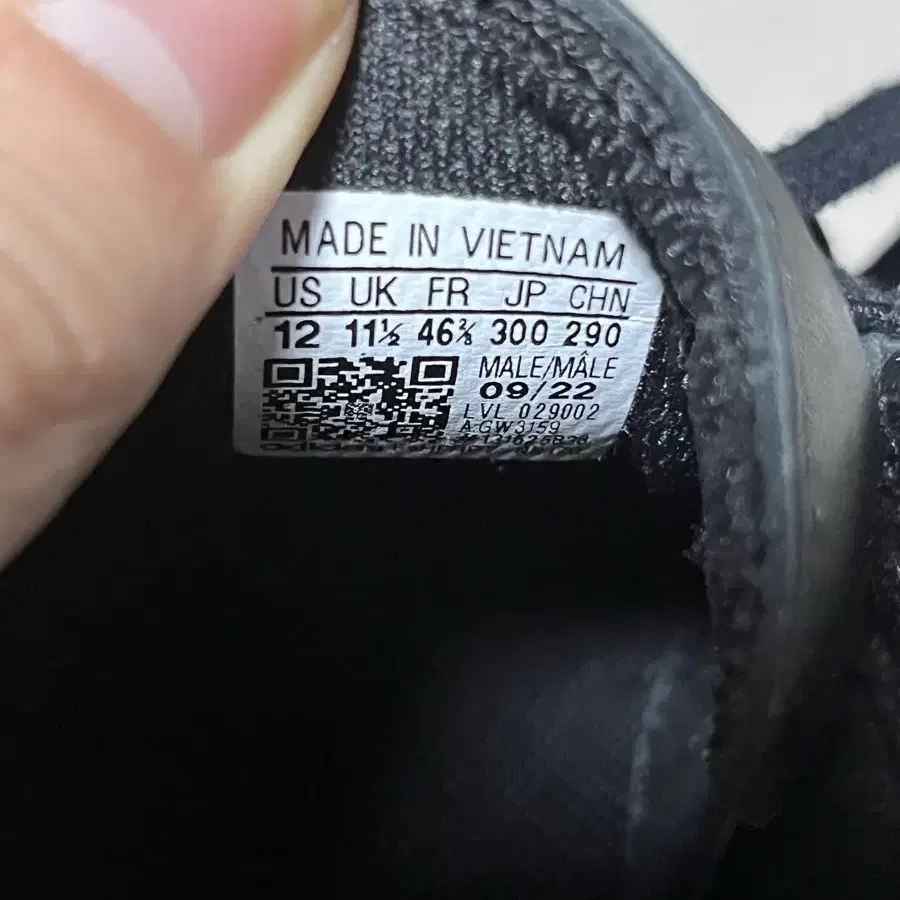 MADE IN VIETNAM
US UK FR JP CHN
12 11½ 46⅔ 300 290
MALE/MÂLE
09/22
LVL 029002
GW3159